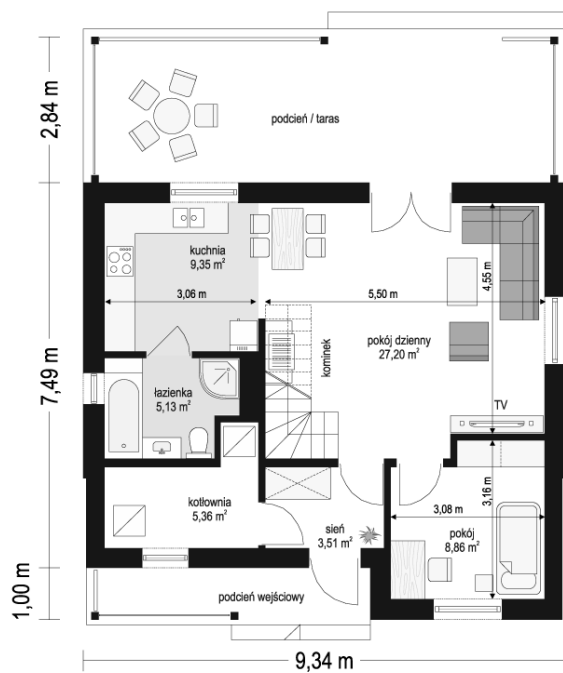 2,84 m
podcień / taras
kuchnia
9,35 m²
3,06 m
5,50 m
4,55 m
7,49 m
kominek
pokój dzienny
27,20 m²
łazienka
5,13 m²
TV
kotłownia
5,36 m²
sień
3,51 m²
3,08 m
3,16 m
pokój
8,86 m²
1,00 m
podcień wejściowy
9,34 m